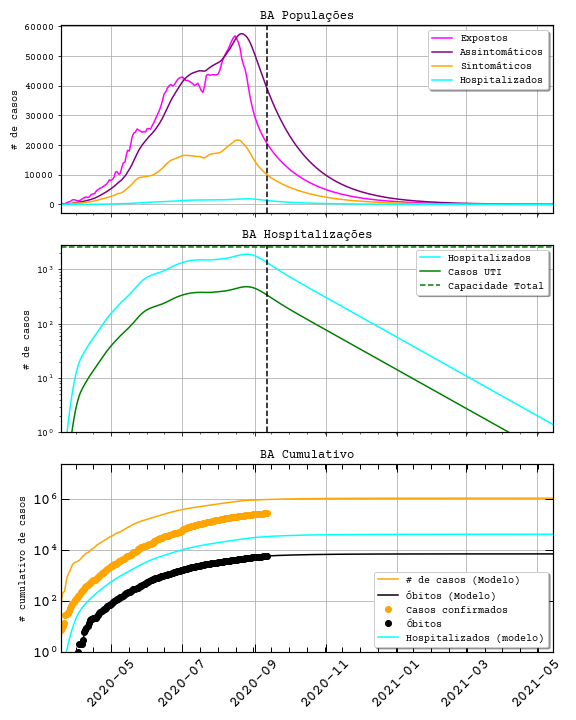 BA Populações
# de casos
60000
50000
40000
30000
20000
10000
0
Expostos
Assintomáticos
Sintomáticos
Hospitalizados
BA Hospitalizações
# de casos
10³
10²
10¹
10⁰
Hospitalizados
Casos UTI
Capacidade Total
BA Cumulativo
# cumulativo de casos
10⁶
10⁴
10²
10⁰
# de casos (Modelo)
Óbitos (Modelo)
Casos confirmados
Óbitos
Hospitalizados (modelo)
2020-05
2020-07
2020-09
2020-11
2021-01
2021-03
2021-05